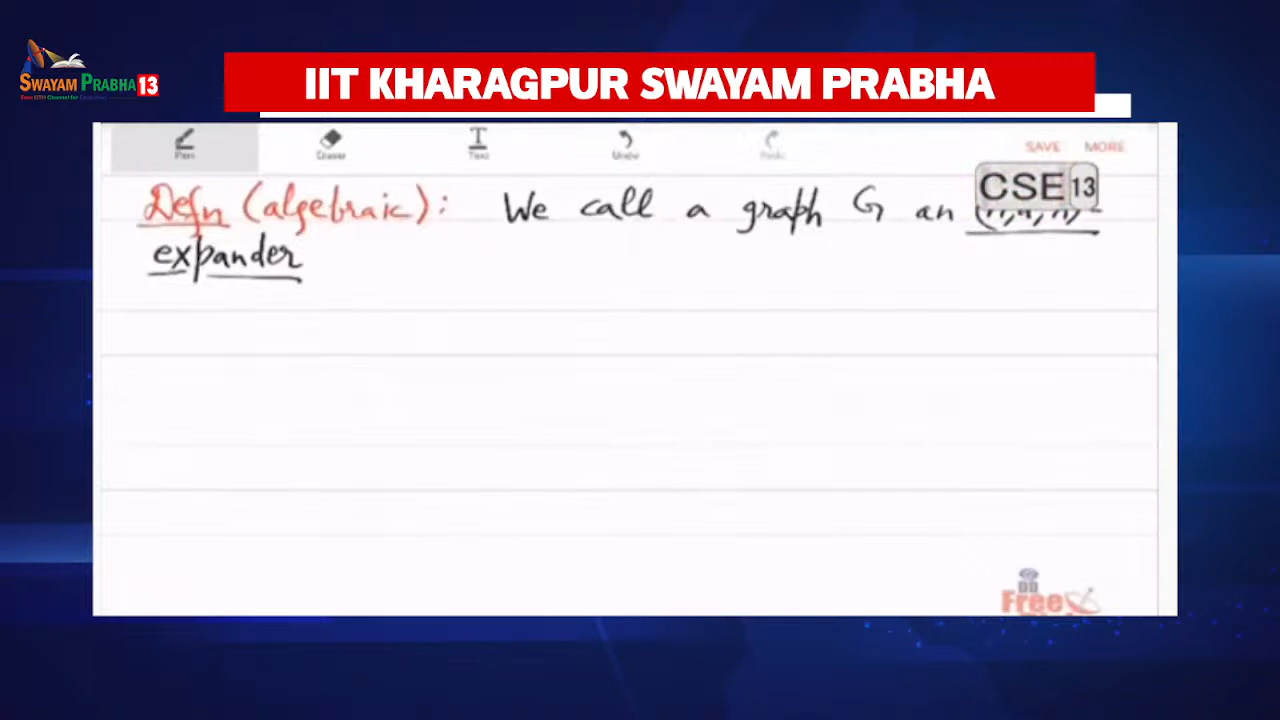 SWAYAM PRABHA 13
IIT KHARAGPUR SWAYAM PRABHA
Pen Eraser Text Undo Redo SAVE MORE
CSE 13
Defn (algebraic): We call a graph G an
expander
Free